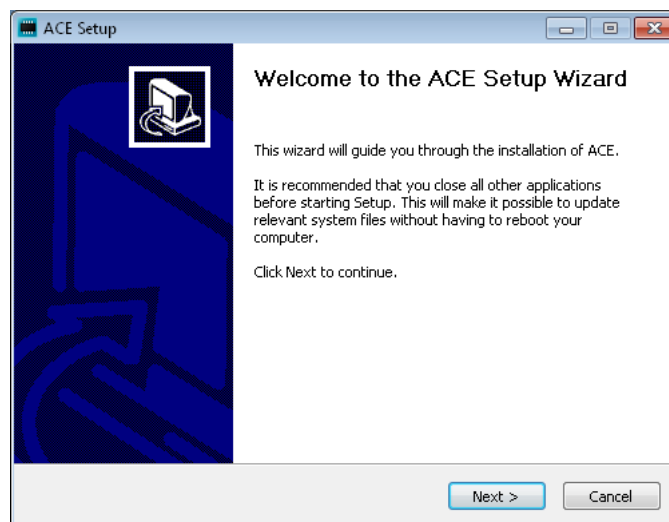 ACE Setup
Welcome to the ACE Setup Wizard
This wizard will guide you through the installation of ACE.
It is recommended that you close all other applications
before starting Setup. This will make it possible to update
relevant system files without having to reboot your
computer.
Click Next to continue.
Next >
Cancel